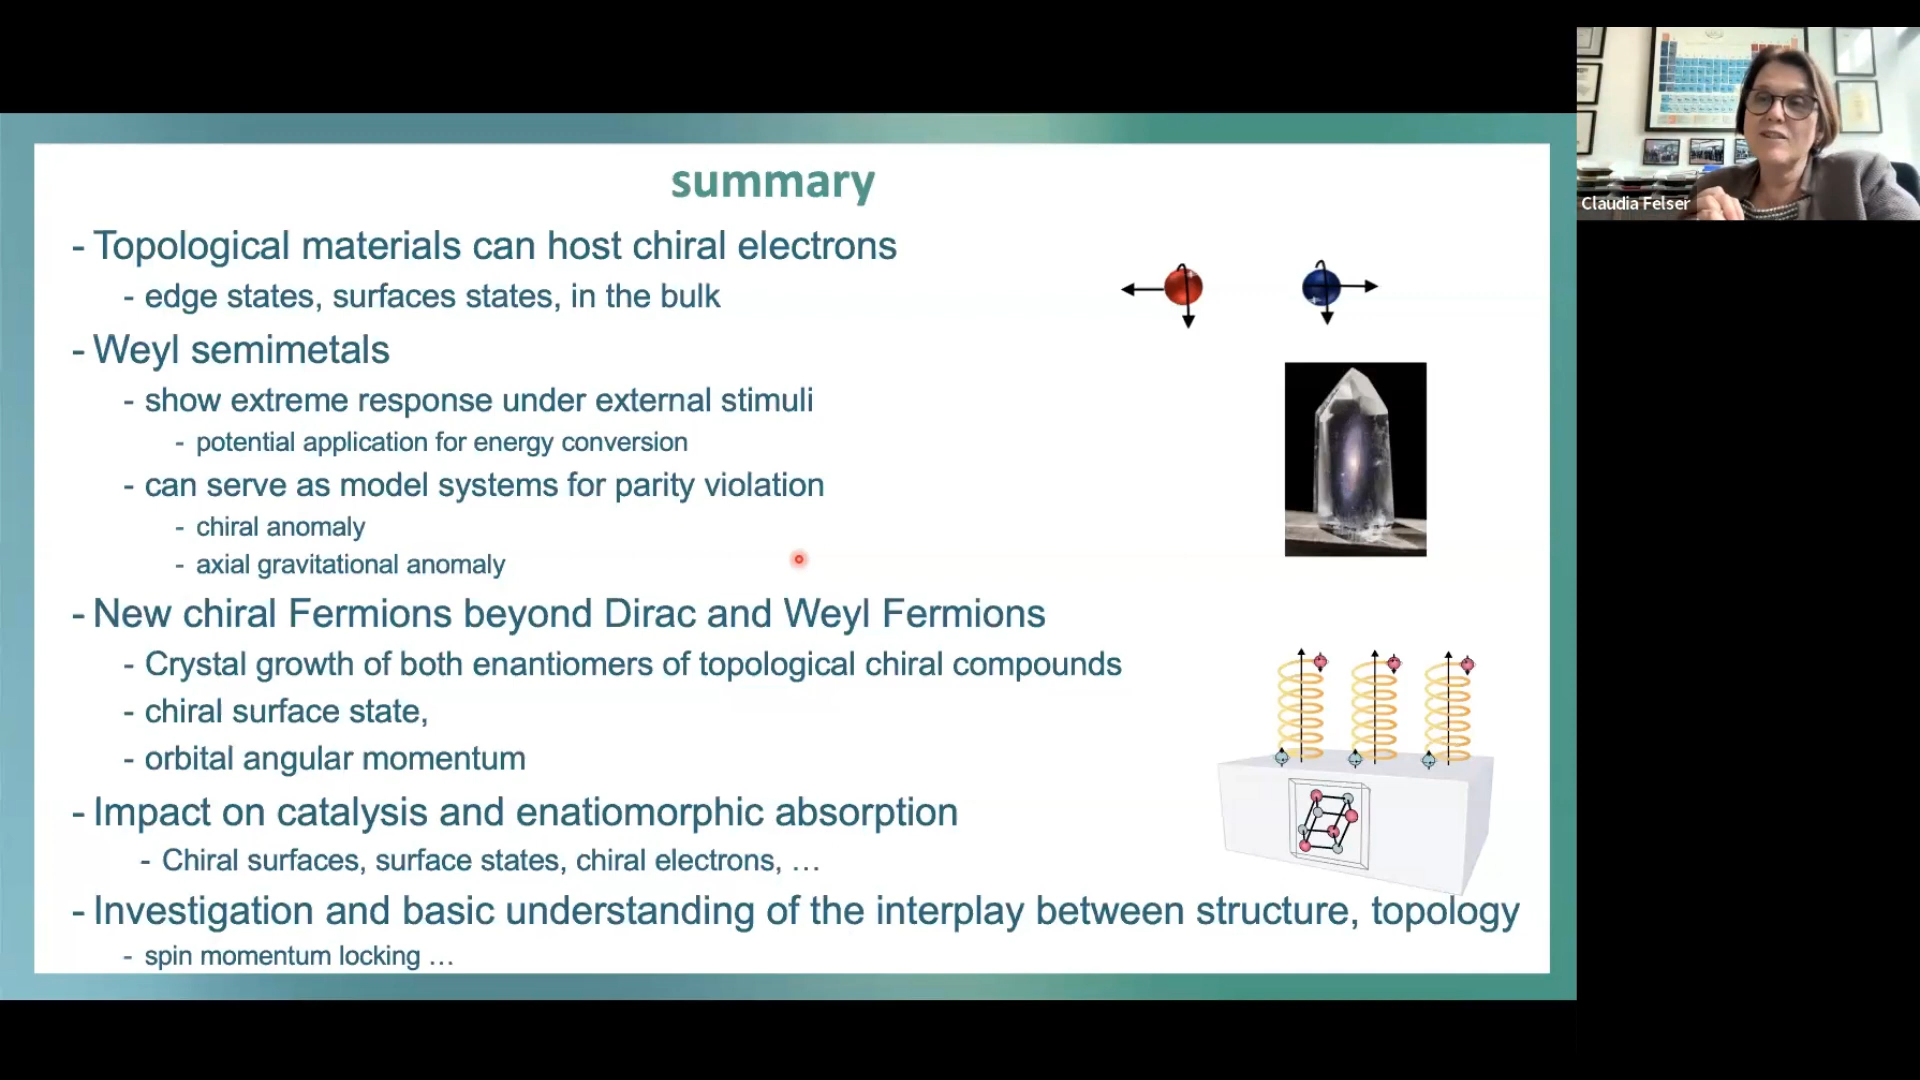 summary
- Topological materials can host chiral electrons
- edge states, surfaces states, in the bulk
- Weyl semimetals
- show extreme response under external stimuli
- potential application for energy conversion
- can serve as model systems for parity violation
- chiral anomaly
- axial gravitational anomaly
- New chiral Fermions beyond Dirac and Weyl Fermions
- Crystal growth of both enantiomers of topological chiral compounds
- chiral surface state,
- orbital angular momentum
- Impact on catalysis and enatiomorphic absorption
- Chiral surfaces, surface states, chiral electrons, …
- Investigation and basic understanding of the interplay between structure, topology
- spin momentum locking …
Claudia Felser